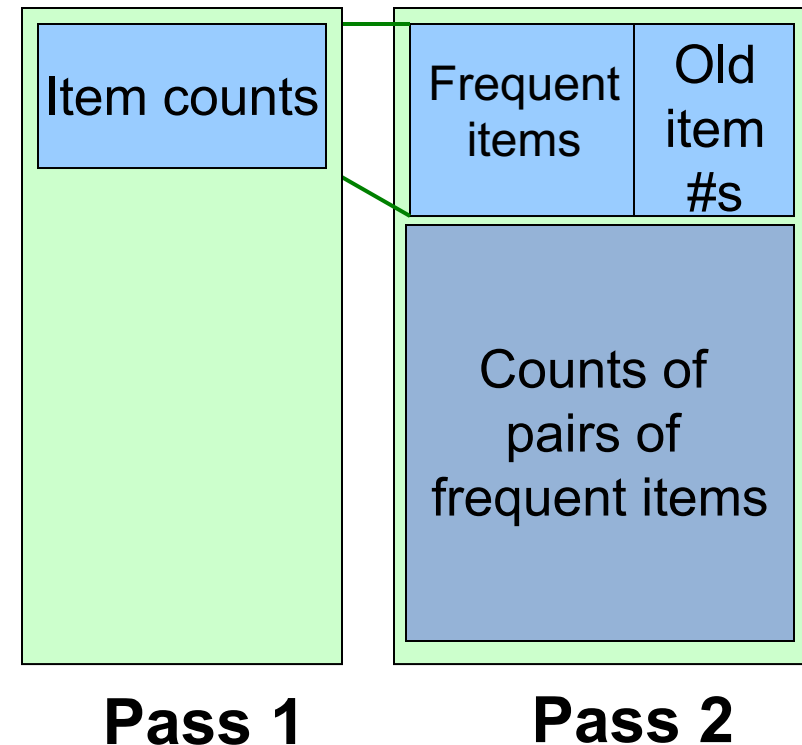 Item counts
Frequent
items
Old
item
#s
Counts of
pairs of
frequent items
Pass 1
Pass 2